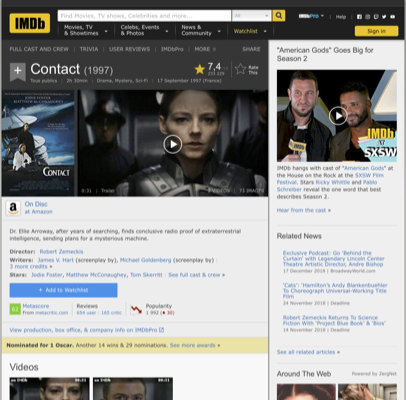 IMDb
Find Movies, TV shows, Celebrities and more...
All
IMDbPro
Help
Movies, TV
& Showtimes
Celebs, Events
& Photos
News &
Community
Watchlist
Sign in
FULL CAST AND CREW | TRIVIA | USER REVIEWS | IMDbPro | MORE
SHARE
Contact (1997)
7,4
Rate
This
Tous publics | 2h 30min | Drama, Mystery, Sci-Fi | 17 September 1997 (France)
JODIE FOSTER
MATTHEW McCONAUGHEY
CONTACT
0:31 | Trailer
73 IMAGES
On Disc
at Amazon
Dr. Ellie Arroway, after years of searching, finds conclusive radio proof of extraterrestrial
intelligence, sending plans for a mysterious machine.
Director: Robert Zemeckis
Writers: James V. Hart (screenplay by), Michael Goldenberg (screenplay by) |
3 more credits »
Stars: Jodie Foster, Matthew McConaughey, Tom Skerritt | See full cast & crew »
+ Add to Watchlist
62
Metascore
From metacritic.com
Reviews
654 user | 165 critic
Popularity
1 992
View production, box office, & company info on IMDbPro
Nominated for 1 Oscar. Another 14 wins & 29 nominations. See more awards »
Videos
"American Gods" Goes Big for
Season 2
IMDb
SXSW
IMDb hangs with cast of "American Gods" at
the Mouse on the Rock at the SXSW Film
Festival. Stars Ricky Whittle and Pablo
Schreiber reveal the one word that best
describes Season 2.
Hear from the cast »
Related News
Exclusive Podcast: Go 'Behind the
Curtain' with Legendary Lincoln Center
Theatre Artistic Director, Andre Bishop
17 December 2018 | BroadwayWorld.com
'Cats': 'Hamilton's Andy Blankenbuehler
To Choreograph Universal-Working Title
Film
24 November 2018 | Deadline
Robert Zemeckis Returns To Science
Fiction With 'Project Blue Book' & 'Bios'
14 November 2018 | Deadline
See all related articles »
Around The Web
Powered by ZergNet